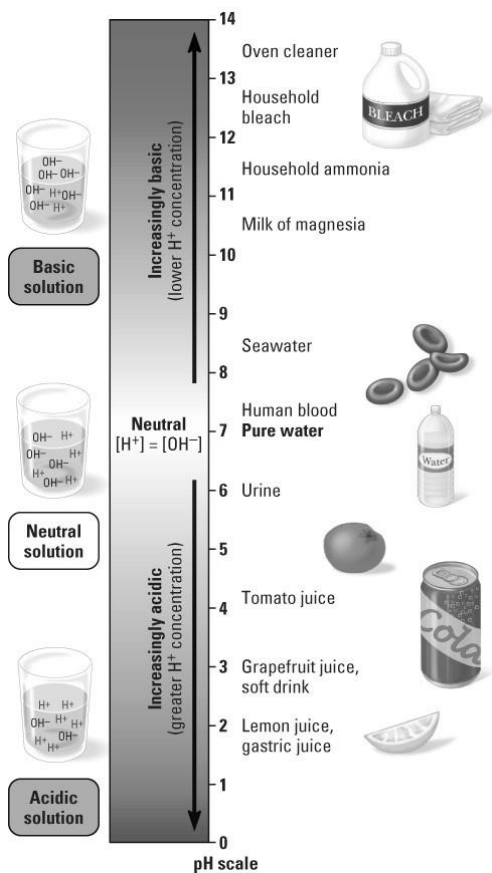 14
13
12
11
10
9
8
7
6
5
4
3
2
1
0
pH scale
Increasingly basic
(lower H⁺ concentration)
Neutral
[H⁺] = [OH⁻]
Increasingly acidic
(greater H⁺ concentration)
OH⁻
OH⁻ OH⁻
OH⁻ H⁺ OH⁻
OH⁻ H⁺
Basic
solution
OH⁻ H⁺
OH⁻ H⁺
OH⁻
H⁺
OH⁻ H⁺
Neutral
solution
H⁺ H⁺
OH⁻ H⁺ H⁺
H⁺ OH⁻
H⁺
Acidic
solution
Oven cleaner
Household
bleach
BLEACH
Household ammonia
Milk of magnesia
Seawater
Human blood
Pure water
Water
Urine
Tomato juice
Cola
Grapefruit juice,
soft drink
Lemon juice,
gastric juice